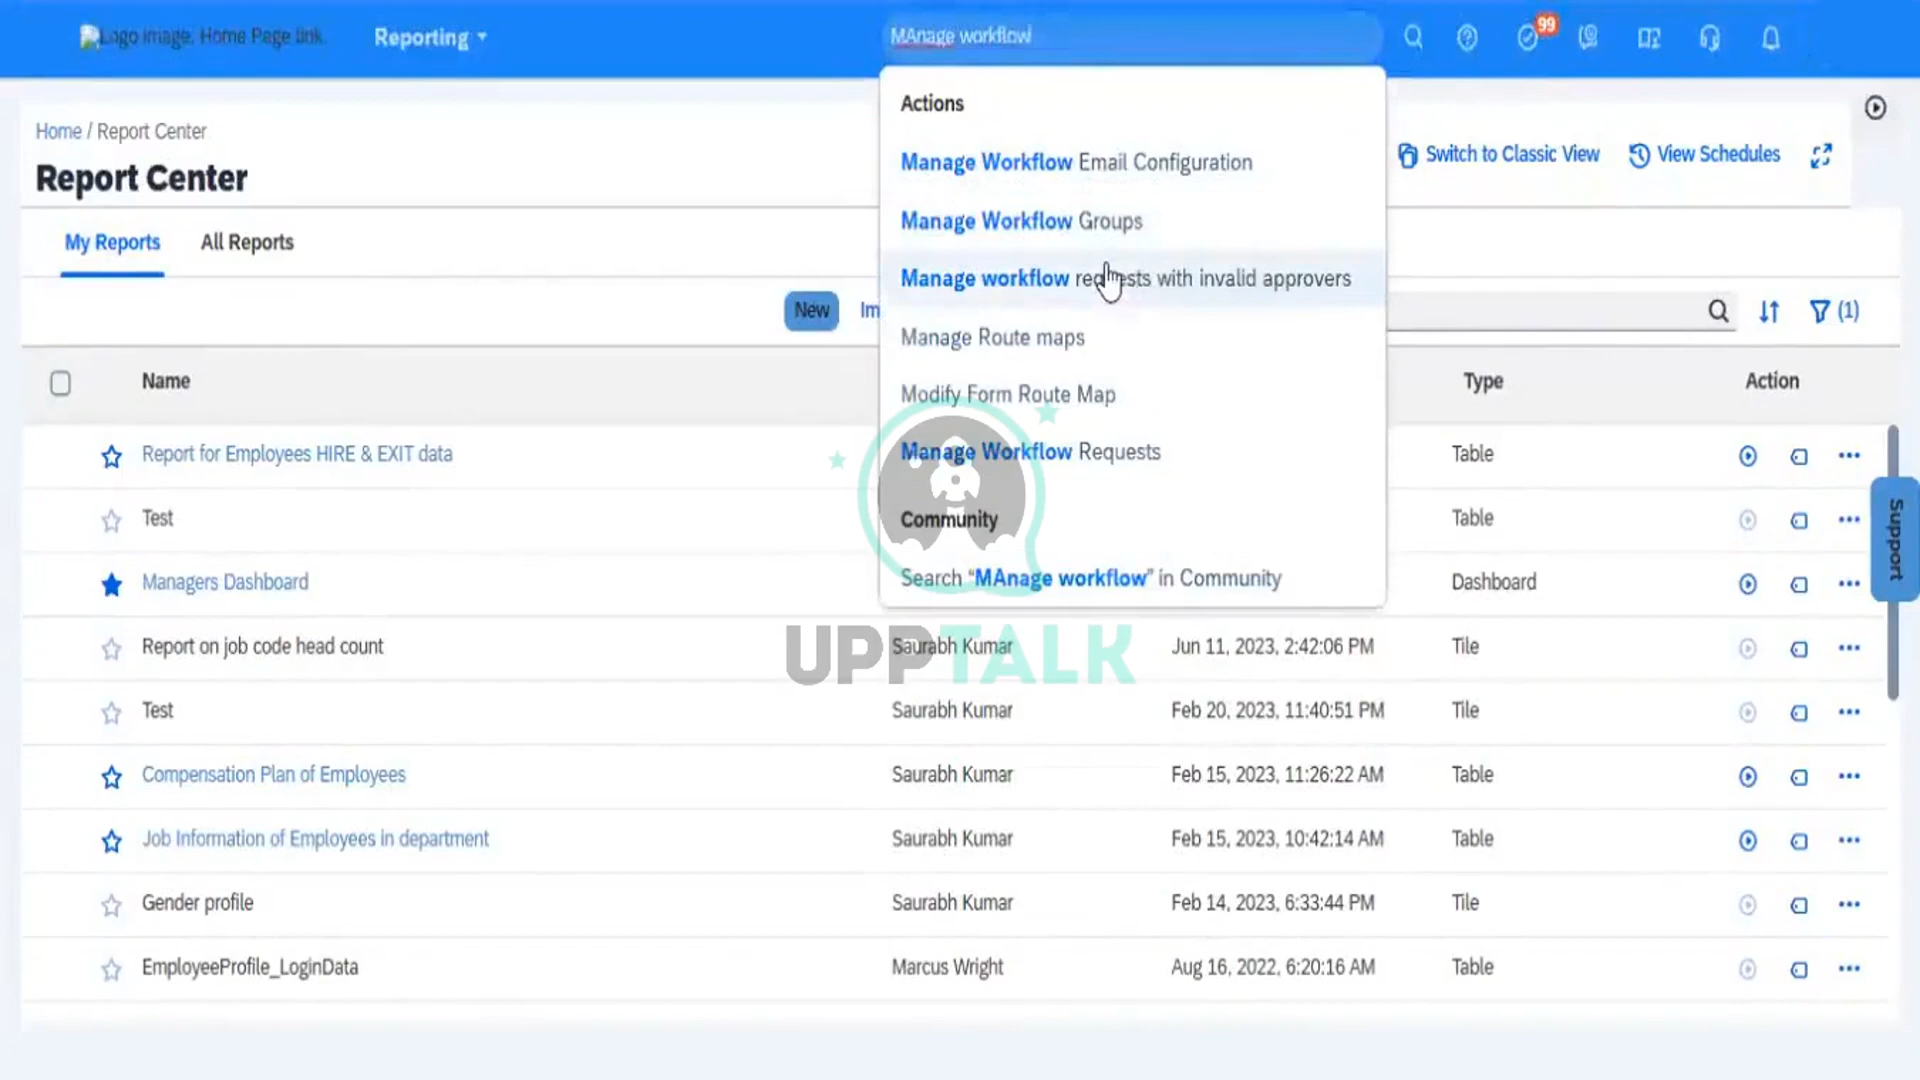 Logo image. Home Page link.
Reporting
MAnage workflow
99
Actions
Manage Workflow Email Configuration
Manage Workflow Groups
Manage workflow requests with invalid approvers
Manage Route maps
Modify Form Route Map
Manage Workflow Requests
Community
Search “MAnage workflow” in Community
Home / Report Center
Report Center
Switch to Classic View
View Schedules
My Reports
All Reports
New
Im
(1)
Name
Type
Action
Report for Employees HIRE & EXIT data
Table
Test
Table
Managers Dashboard
Dashboard
Report on job code head count
Saurabh Kumar
Jun 11, 2023, 2:42:06 PM
Tile
Test
Saurabh Kumar
Feb 20, 2023, 11:40:51 PM
Tile
Compensation Plan of Employees
Saurabh Kumar
Feb 15, 2023, 11:26:22 AM
Table
Job Information of Employees in department
Saurabh Kumar
Feb 15, 2023, 10:42:14 AM
Table
Gender profile
Saurabh Kumar
Feb 14, 2023, 6:33:44 PM
Tile
EmployeeProfile_LoginData
Marcus Wright
Aug 16, 2022, 6:20:16 AM
Table
Support
UPPTALK